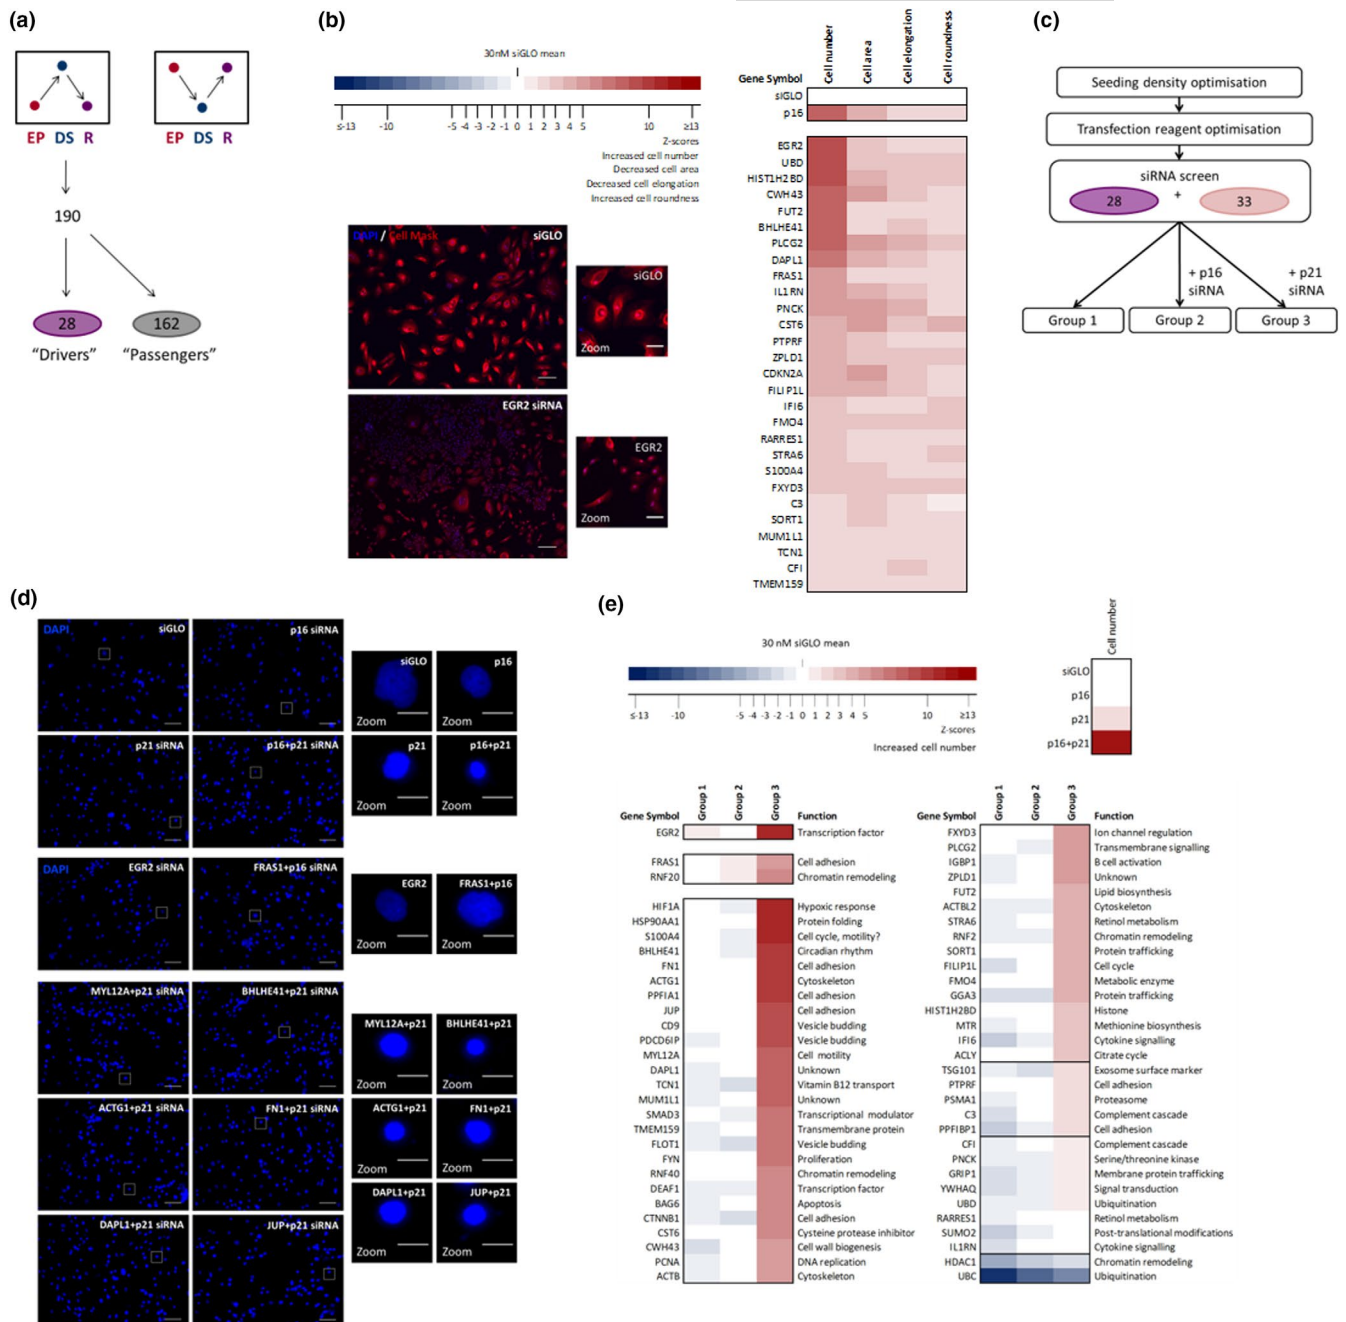 (a)
EP DS R
EP DS R
190
28
162
“Drivers”
“Passengers”
(b)
30nM siGLO mean
≤-13 -10 -5 -4 -3 -2 -1 0 1 2 3 4 5 10 ≥13
Z-scores
Increased cell number
Decreased cell area
Decreased cell elongation
Increased cell roundness
DAPI / Cell Mask
siGLO
siGLO
Zoom
EGR2 siRNA
EGR2
Zoom
Gene Symbol
Cell number
Cell area
Cell elongation
Cell roundness
siGLO
p16
EGR2
UBD
HIST1H2BD
CWH43
FUT2
BHLHE41
PLCG2
DAPL1
FRAS1
IL1RN
PNCK
CST6
PTPRF
ZPLD1
CDKN2A
FILIP1L
IFI6
FMO4
RARRES1
STRA6
S100A4
FXYD3
C3
SORT1
MUM1L1
TCN1
CFI
TMEM159
(c)
Seeding density optimisation
Transfection reagent optimisation
siRNA screen
28 + 33
+ p16 siRNA
+ p21 siRNA
Group 1
Group 2
Group 3
(d)
DAPI
siGLO
p16 siRNA
siGLO
Zoom
p16
Zoom
p21 siRNA
p16+p21 siRNA
p21
Zoom
p16+p21
Zoom
DAPI
EGR2 siRNA
FRAS1+p16 siRNA
EGR2
Zoom
FRAS1+p16
Zoom
MYL12A+p21 siRNA
BHLHE41+p21 siRNA
MYL12A+p21
Zoom
BHLHE41+p21
Zoom
ACTG1+p21 siRNA
FN1+p21 siRNA
ACTG1+p21
Zoom
FN1+p21
Zoom
DAPL1+p21 siRNA
JUP+p21 siRNA
DAPL1+p21
Zoom
JUP+p21
Zoom
(e)
30 nM siGLO mean
≤-13 -10 -5 -4 -3 -2 -1 0 1 2 3 4 5 10 ≥13
Z-scores
Increased cell number
Cell number
siGLO
p16
p21
p16+p21
Gene Symbol Group 1 Group 2 Group 3 Function
EGR2 Transcription factor
FRAS1 Cell adhesion
RNF20 Chromatin remodeling
HIF1A Hypoxic response
HSP90AA1 Protein folding
S100A4 Cell cycle, motility?
BHLHE41 Circadian rhythm
FN1 Cell adhesion
ACTG1 Cytoskeleton
PPFIA1 Cell adhesion
JUP Cell adhesion
CD9 Vesicle budding
PDCD6IP Vesicle budding
MYL12A Cell motility
DAPL1 Unknown
TCN1 Vitamin B12 transport
MUM1L1 Unknown
SMAD3 Transcriptional modulator
TMEM159 Transmembrane protein
FLOT1 Vesicle budding
FYN Proliferation
RNF40 Chromatin remodeling
DEAF1 Transcription factor
BAG6 Apoptosis
CTNNB1 Cell adhesion
CST6 Cysteine protease inhibitor
CWH43 Cell wall biogenesis
PCNA DNA replication
ACTB Cytoskeleton
Gene Symbol Group 1 Group 2 Group 3 Function
FXYD3 Ion channel regulation
PLCG2 Transmembrane signalling
IGBP1 B cell activation
ZPLD1 Unknown
FUT2 Lipid biosynthesis
ACTBL2 Cytoskeleton
STRA6 Retinol metabolism
RNF2 Chromatin remodeling
SORT1 Protein trafficking
FILIP1L Cell cycle
FMO4 Metabolic enzyme
GGA3 Protein trafficking
HIST1H2BD Histone
MTR Methionine biosynthesis
IFI6 Cytokine signalling
ACLY Citrate cycle
TSG101 Exosome surface marker
PTPRF Cell adhesion
PSMA1 Proteasome
C3 Complement cascade
PPFIBP1 Cell adhesion
CFI Complement cascade
PNCK Serine/threonine kinase
GRIP1 Membrane protein trafficking
YWHAQ Signal transduction
UBD Ubiquitination
RARRES1 Retinol metabolism
SUMO2 Post-translational modifications
IL1RN Cytokine signalling
HDAC1 Chromatin remodeling
UBC Ubiquitination